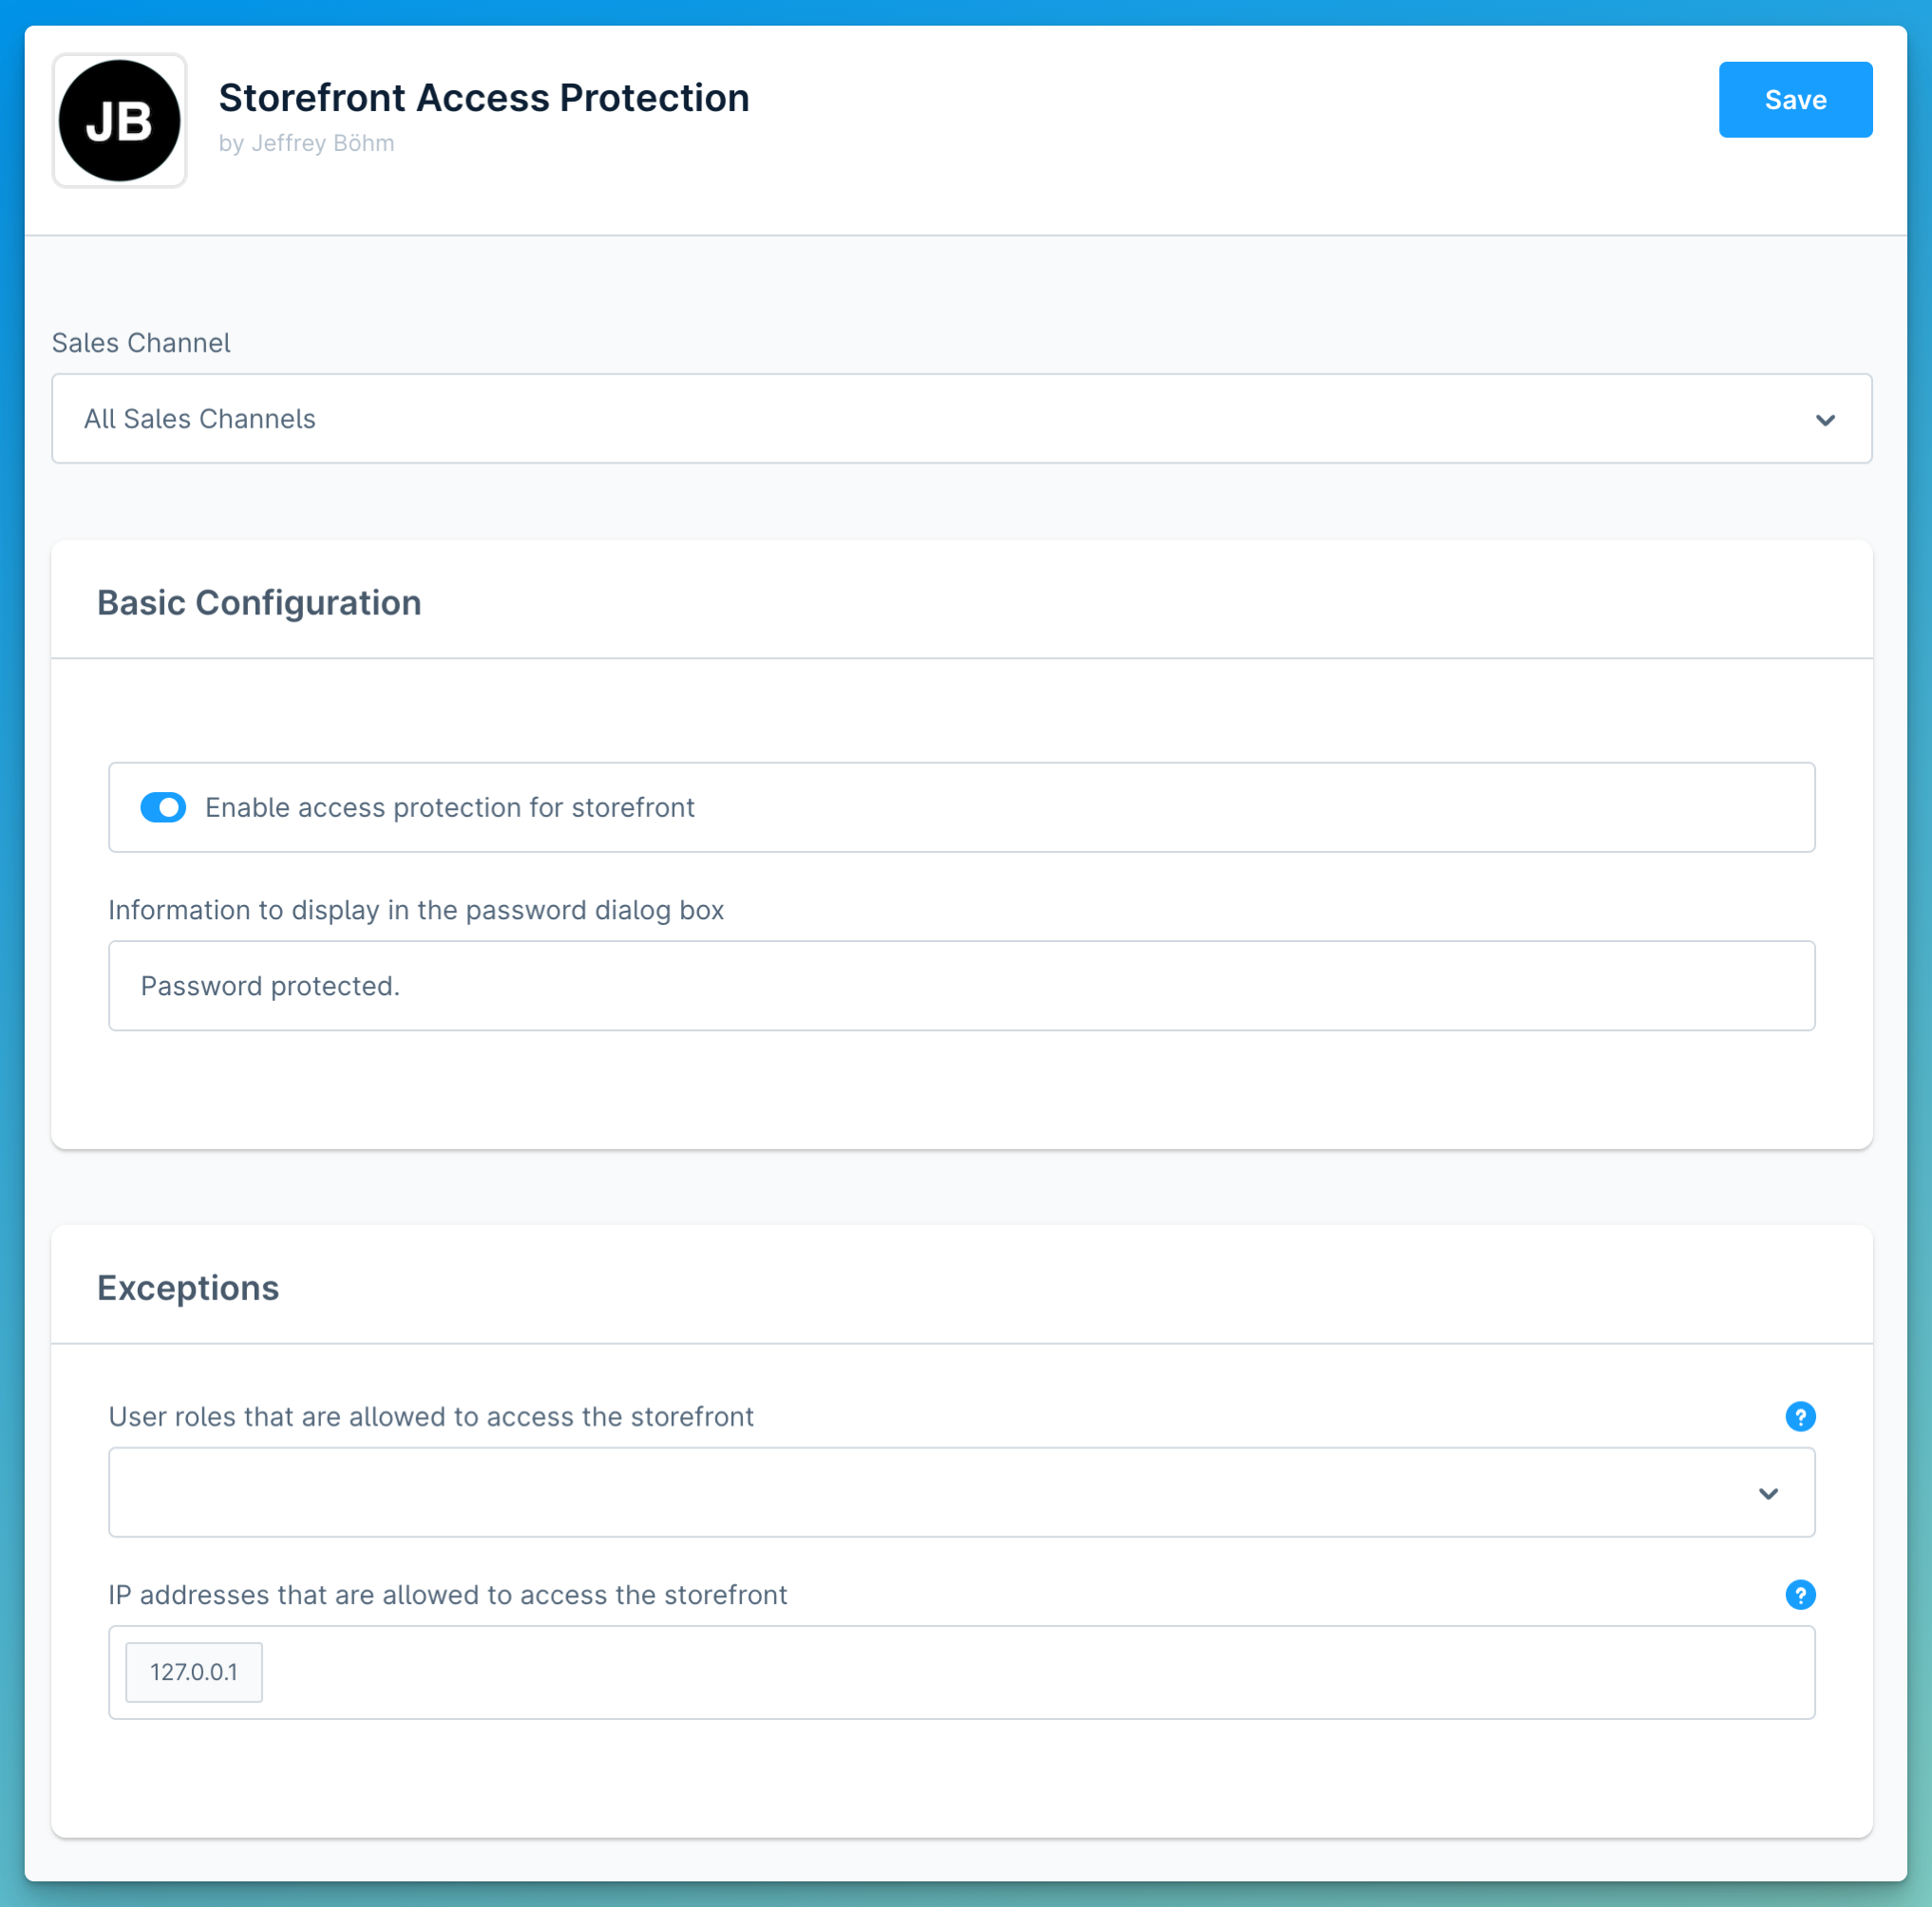 JB
Storefront Access Protection
by Jeffrey Böhm
Save
Sales Channel
All Sales Channels
Basic Configuration
Enable access protection for storefront
Information to display in the password dialog box
Password protected.
Exceptions
User roles that are allowed to access the storefront
?
IP addresses that are allowed to access the storefront
?
127.0.0.1